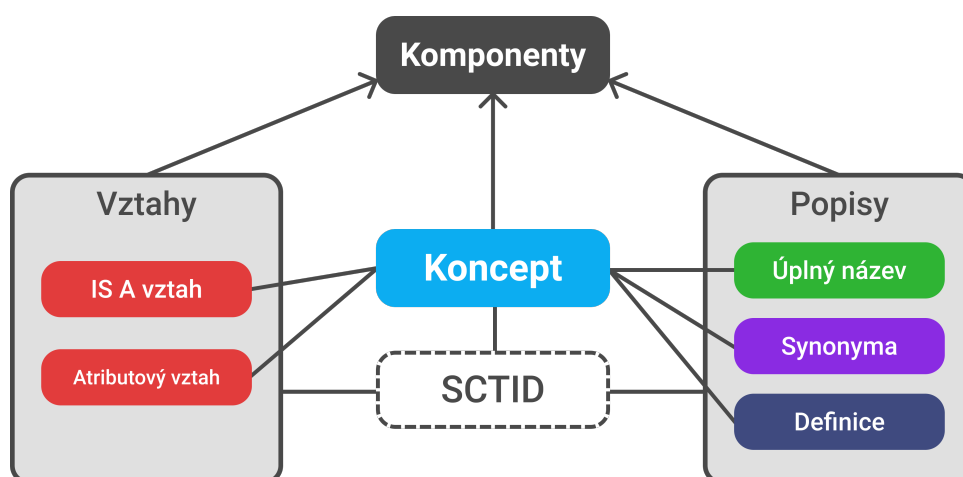 Komponenty
Vztahy
IS A vztah
Atributový vztah
Koncept
SCTID
Popisy
Úplný název
Synonyma
Definice